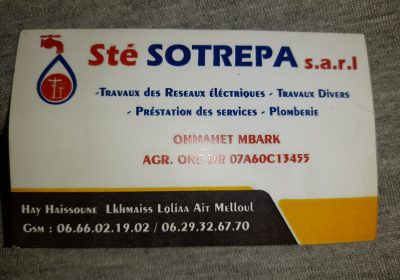 Sté SOTREPA s.a.r.l
-Travaux des Reseaux éléctriques - Travaux Divers
- Préstation des services - Plomberie
OHMAHET MBARK
AGR. ONE DR 07A60C13455
Hay Haissoune Lkhmaiss Loliaa Ait Melloul
Gsm : 06.66.02.19.02 / 06.29.32.67.70